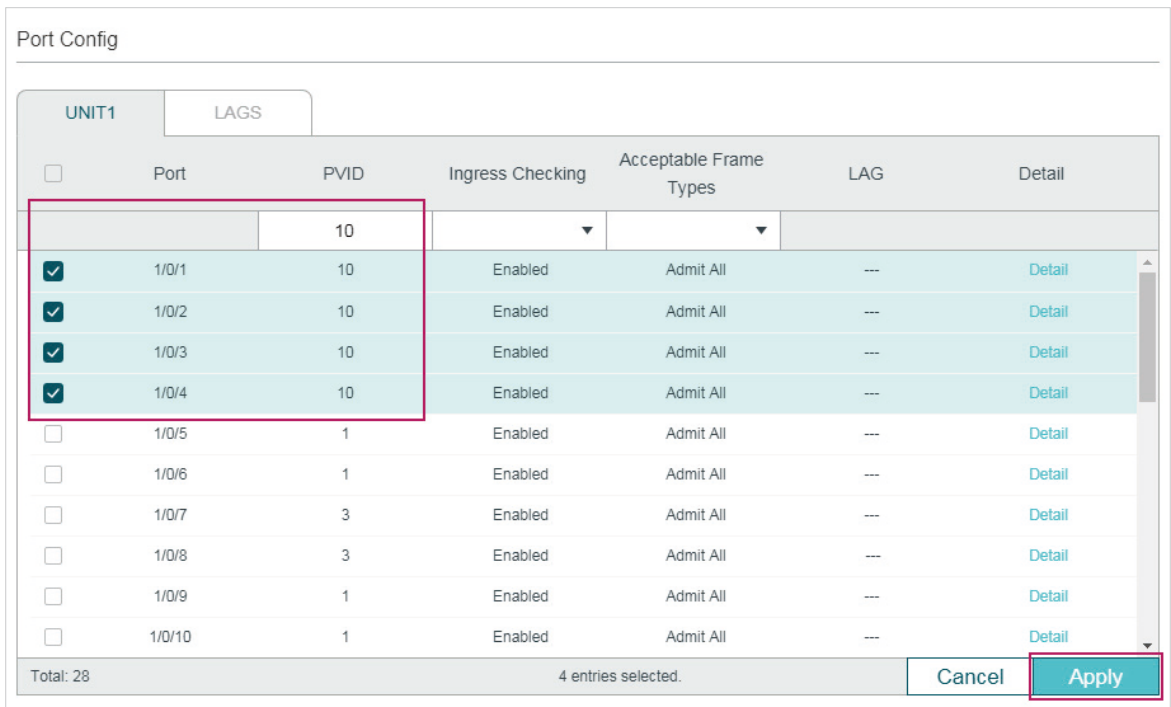 Port Config
UNIT1 LAGS
Port PVID Ingress Checking Acceptable Frame Types LAG Detail
10
1/0/1 10 Enabled Admit All --- Detail
1/0/2 10 Enabled Admit All --- Detail
1/0/3 10 Enabled Admit All --- Detail
1/0/4 10 Enabled Admit All --- Detail
1/0/5 1 Enabled Admit All --- Detail
1/0/6 1 Enabled Admit All --- Detail
1/0/7 3 Enabled Admit All --- Detail
1/0/8 3 Enabled Admit All --- Detail
1/0/9 1 Enabled Admit All --- Detail
1/0/10 1 Enabled Admit All --- Detail
Total: 28 4 entries selected. Cancel Apply